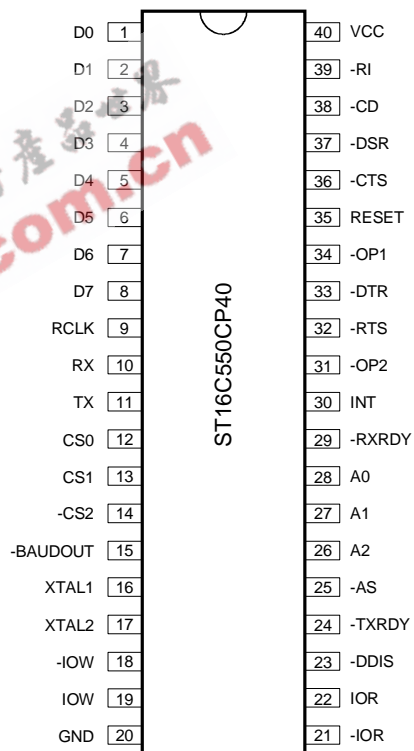 D0 1 40 VCC
D1 2 39 -RI
D2 3 38 -CD
D3 4 37 -DSR
D4 5 36 -CTS
D5 6 35 RESET
D6 7 34 -OP1
D7 8 33 -DTR
RCLK 9 32 -RTS
RX 10 31 -OP2
TX 11 30 INT
CS0 12 29 -RXRDY
CS1 13 28 A0
-CS2 14 27 A1
-BAUDOUT 15 26 A2
XTAL1 16 25 -AS
XTAL2 17 24 -TXRDY
-IOW 18 23 -DDIS
IOW 19 22 IOR
GND 20 21 -IOR
ST16C550CP40
產品世界
com.cn